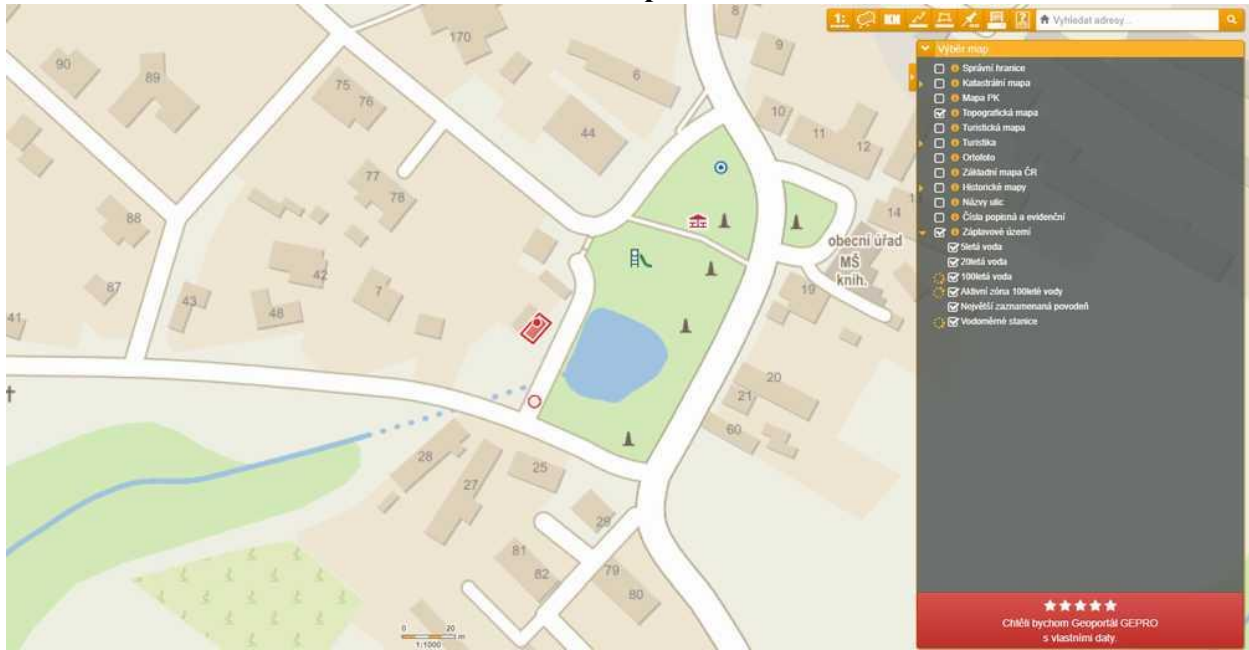 1:
Vyhledat adresy...
Výběr map
Správní hranice
Katastrální mapa
Mapa PK
Topografická mapa
Turistická mapa
Turistika
Ortofoto
Základní mapa ČR
Historické mapy
Názvy ulic
Čísla popisná a evidenční
Záplavové území
5letá voda
20letá voda
100letá voda
Aktivní zóna 100leté vody
Největší zaznamenaná povodeň
Vodoměrné stanice
170
8
9
90
89
6
75
76
10
11
12
44
77
78
88
14
obecní úřad
MŠ
knih.
42
87
43
7
48
19
41
20
21
60
28
25
27
29
81
82
79
80
0 20
m
1:1000
Chtěli bychom Geoportál GEPRO
s vlastními daty.